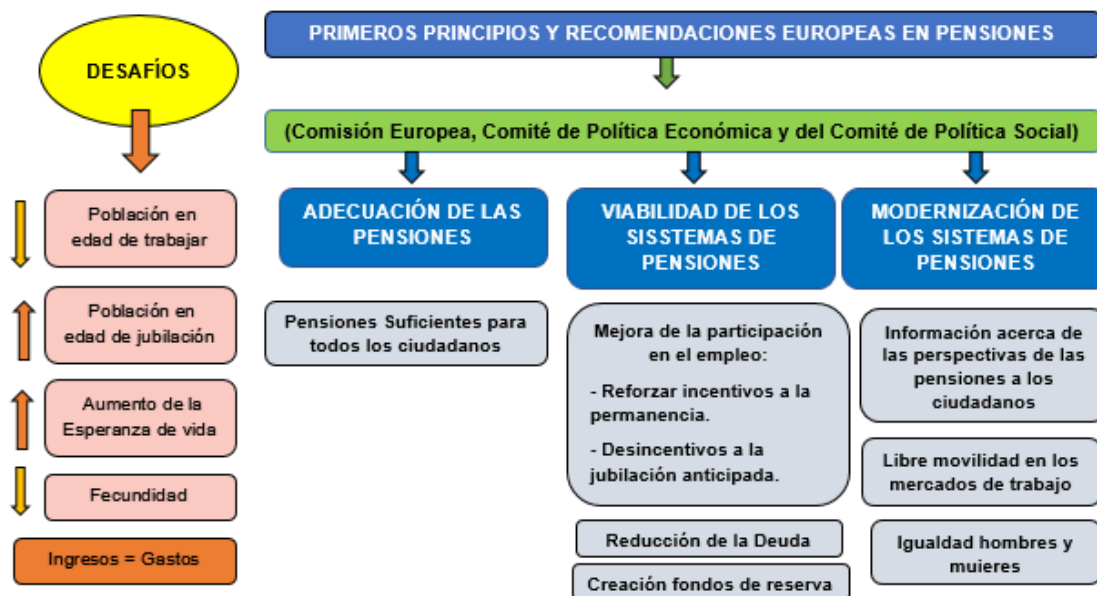 DESAFÍOS
Población en
edad de trabajar
Población en
edad de jubilación
Aumento de la
Esperanza de vida
Fecundidad
Ingresos = Gastos
PRIMEROS PRINCIPIOS Y RECOMENDACIONES EUROPEAS EN PENSIONES
(Comisión Europea, Comité de Política Económica y del Comité de Política Social)
ADECUACIÓN DE LAS
PENSIONES
Pensiones Suficientes para
todos los ciudadanos
VIABILIDAD DE LOS
SISSTEMAS DE
PENSIONES
Mejora de la participación
en el empleo:
- Reforzar incentivos a la
permanencia.
- Desincentivos a la
jubilación anticipada.
Reducción de la Deuda
Creación fondos de reserva
MODERNIZACIÓN DE
LOS SISTEMAS DE
PENSIONES
Información acerca de
las perspectivas de las
pensiones a los
ciudadanos
Libre movilidad en los
mercados de trabajo
Igualdad hombres y
muieres